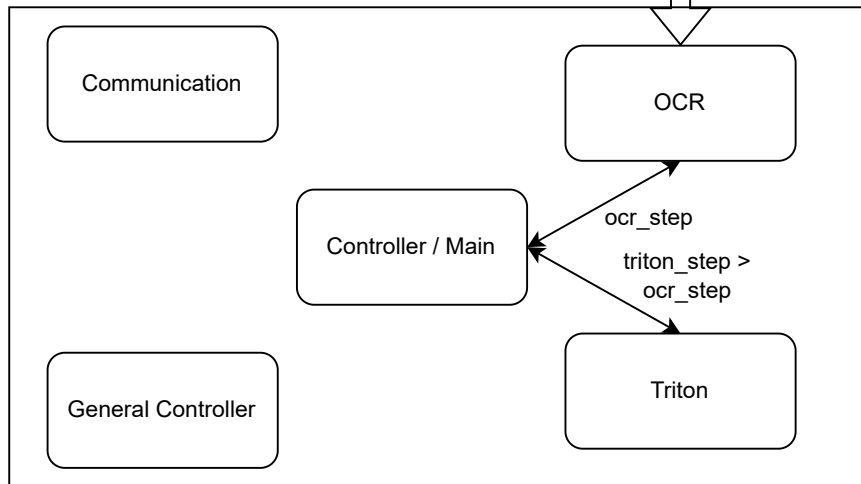 Communication
OCR
Controller / Main
ocr_step
triton_step >
ocr_step
General Controller
Triton